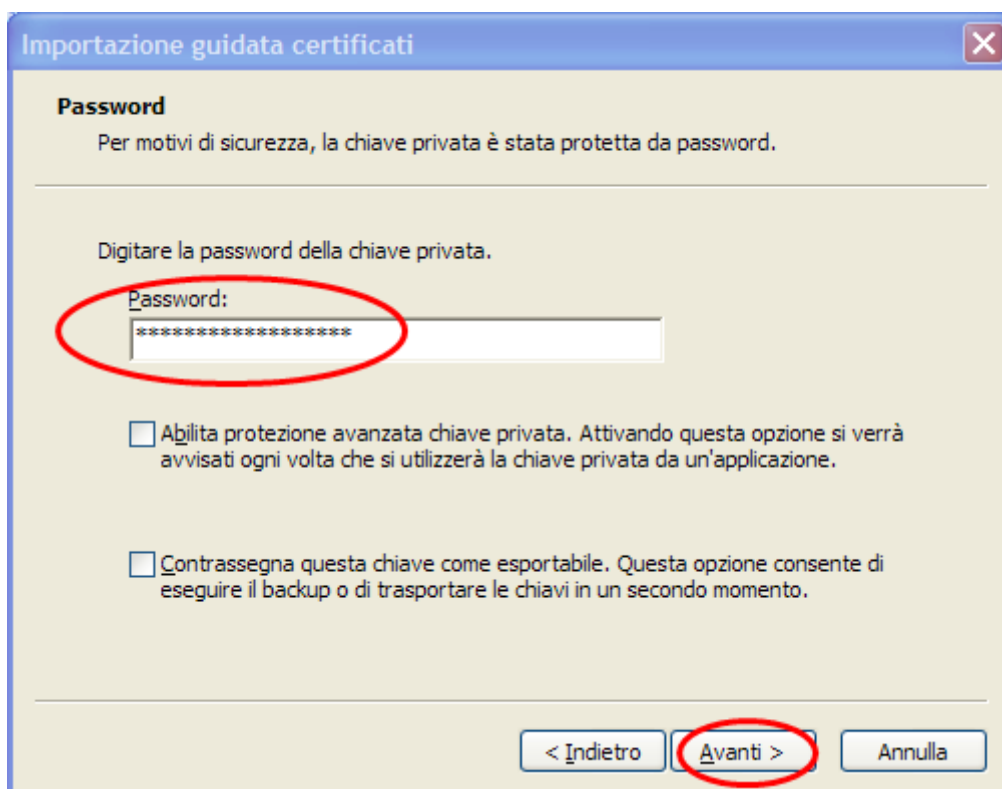 Importazione guidata certificati
Password
Per motivi di sicurezza, la chiave privata è stata protetta da password.
Digitare la password della chiave privata.
Password:
******************
Abilita protezione avanzata chiave privata. Attivando questa opzione si verrà
avvisati ogni volta che si utilizzerà la chiave privata da un'applicazione.
Contrassegna questa chiave come esportabile. Questa opzione consente di
eseguire il backup o di trasportare le chiavi in un secondo momento.
< Indietro Avanti > Annulla